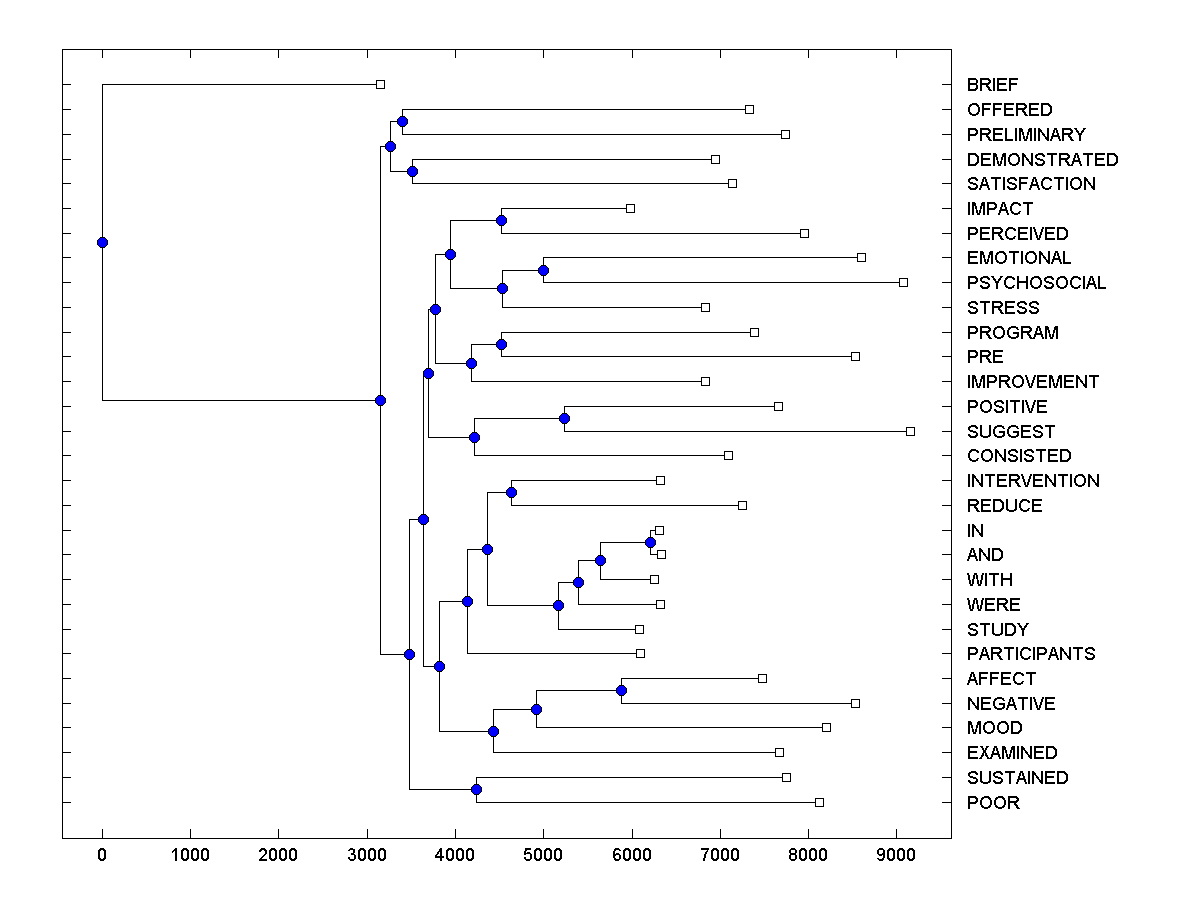 BRIEF
OFFERED
PRELIMINARY
DEMONSTRATED
SATISFACTION
IMPACT
PERCEIVED
EMOTIONAL
PSYCHOSOCIAL
STRESS
PROGRAM
PRE
IMPROVEMENT
POSITIVE
SUGGEST
CONSISTED
INTERVENTION
REDUCE
IN
AND
WITH
WERE
STUDY
PARTICIPANTS
AFFECT
NEGATIVE
MOOD
EXAMINED
SUSTAINED
POOR
0 1000 2000 3000 4000 5000 6000 7000 8000 9000